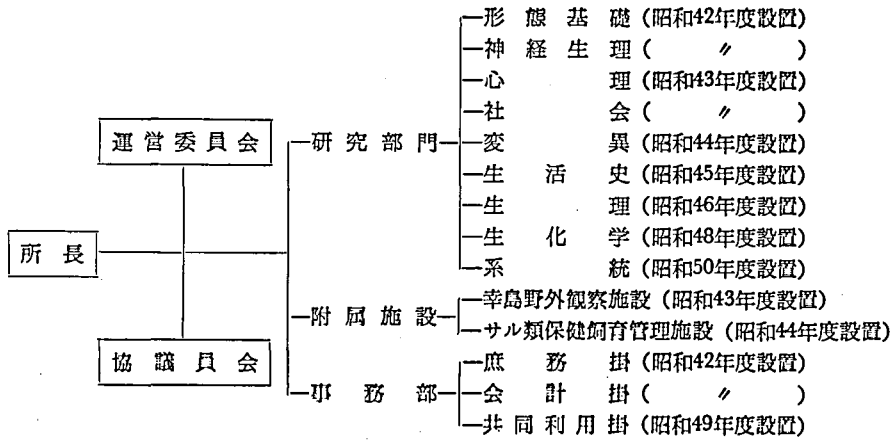 形態基礎（昭和42年度設置）
神経生理（　〃　）
心理（昭和43年度設置）
社会（　〃　）
運営委員会
研究部門
変異（昭和44年度設置）
生活史（昭和45年度設置）
生理（昭和46年度設置）
生化学（昭和48年度設置）
所長
系統（昭和50年度設置）
附属施設
幸島野外観察施設（昭和43年度設置）
サル類保健飼育管理施設（昭和44年度設置）
協議員会
庶務掛（昭和42年度設置）
事務部
会計掛（　〃　）
共同利用掛（昭和49年度設置）